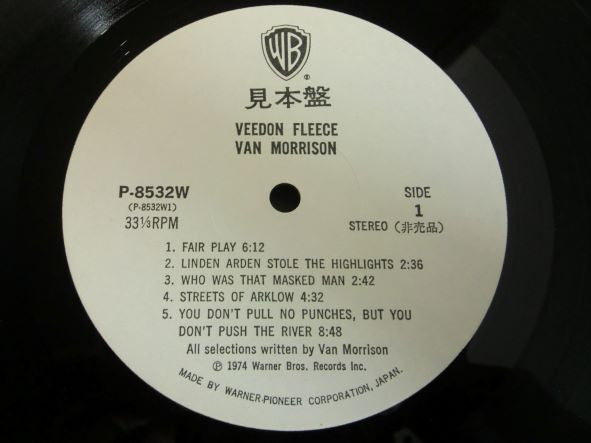 WB
®
見本盤
VEEDON FLEECE
VAN MORRISON
P-8532W
(P-8532W1)
33⅓RPM
SIDE
1
STEREO (非売品)
1. FAIR PLAY 6:12
2. LINDEN ARDEN STOLE THE HIGHLIGHTS 2:36
3. WHO WAS THAT MASKED MAN 2:42
4. STREETS OF ARKLOW 4:32
5. YOU DON'T PULL NO PUNCHES, BUT YOU
DON'T PUSH THE RIVER 8:48
All selections written by Van Morrison
℗ 1974 Warner Bros. Records Inc.
MADE BY WARNER-PIONEER CORPORATION, JAPAN.